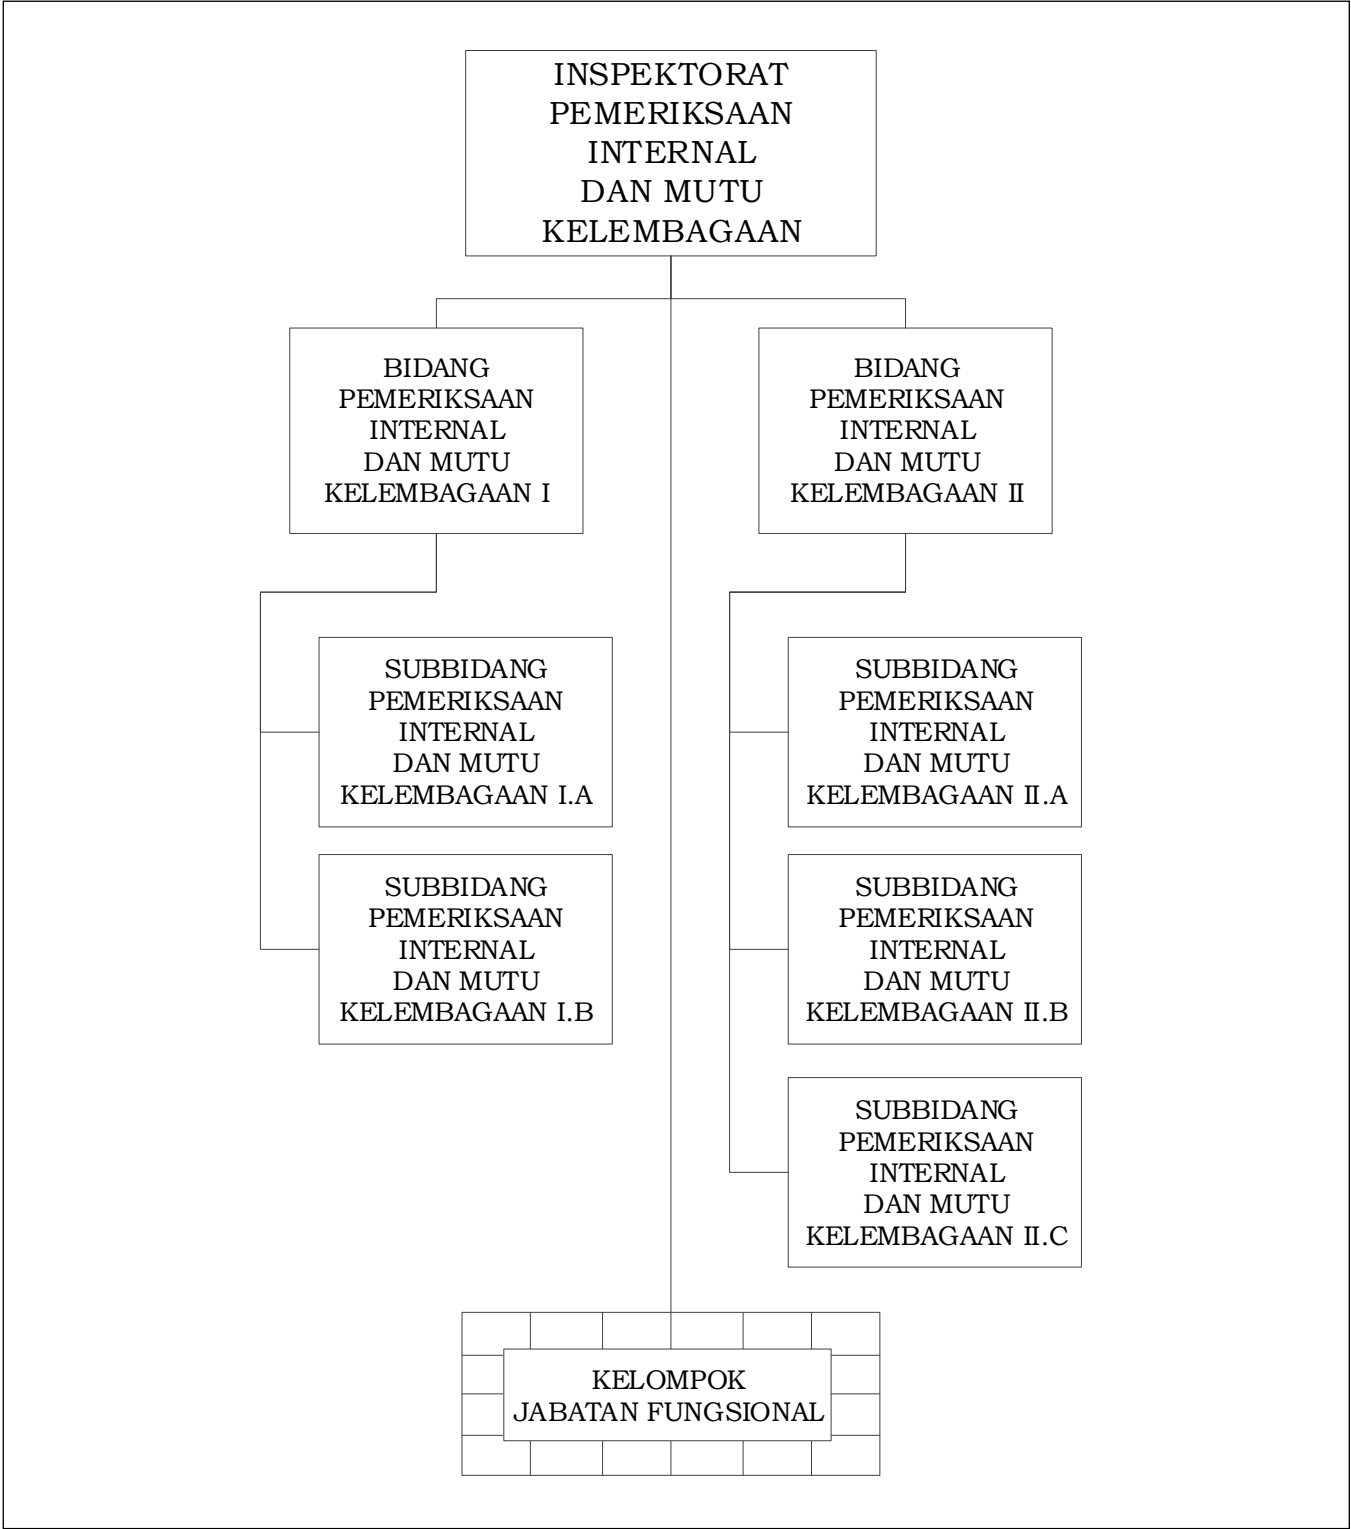 INSPEKTORAT
PEMERIKSAAN
INTERNAL
DAN MUTU
KELEMBAGAAN
BIDANG
PEMERIKSAAN
INTERNAL
DAN MUTU
KELEMBAGAAN I
BIDANG
PEMERIKSAAN
INTERNAL
DAN MUTU
KELEMBAGAAN II
SUBBIDANG
PEMERIKSAAN
INTERNAL
DAN MUTU
KELEMBAGAAN I.A
SUBBIDANG
PEMERIKSAAN
INTERNAL
DAN MUTU
KELEMBAGAAN I.B
SUBBIDANG
PEMERIKSAAN
INTERNAL
DAN MUTU
KELEMBAGAAN II.A
SUBBIDANG
PEMERIKSAAN
INTERNAL
DAN MUTU
KELEMBAGAAN II.B
SUBBIDANG
PEMERIKSAAN
INTERNAL
DAN MUTU
KELEMBAGAAN II.C
KELOMPOK
JABATAN FUNGSIONAL